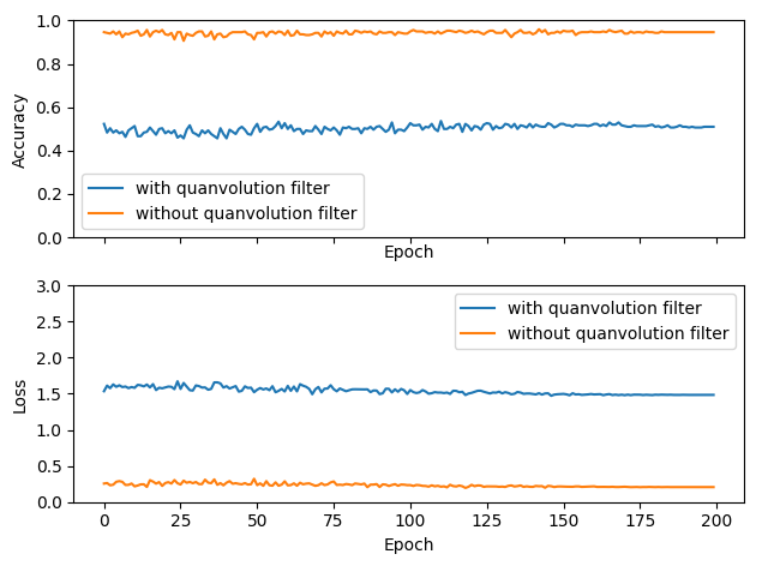 1.0
0.8
0.6
0.4
0.2
0.0
Accuracy
with quanvolution filter
without quanvolution filter
Epoch
3.0
2.5
2.0
1.5
1.0
0.5
0.0
Loss
with quanvolution filter
without quanvolution filter
0 25 50 75 100 125 150 175 200
Epoch